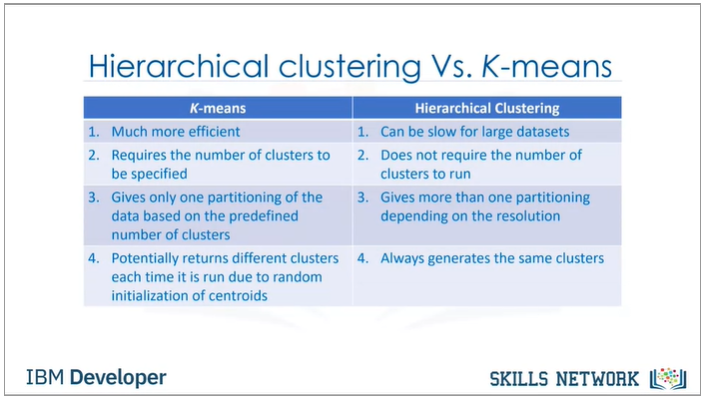 Hierarchical clustering Vs. K-means
K-means
Hierarchical Clustering
1. Much more efficient
1. Can be slow for large datasets
2. Requires the number of clusters to
be specified
2. Does not require the number of
clusters to run
3. Gives only one partitioning of the
data based on the predefined
number of clusters
3. Gives more than one partitioning
depending on the resolution
4. Potentially returns different clusters
each time it is run due to random
initialization of centroids
4. Always generates the same clusters
IBM Developer
SKILLS NETWORK